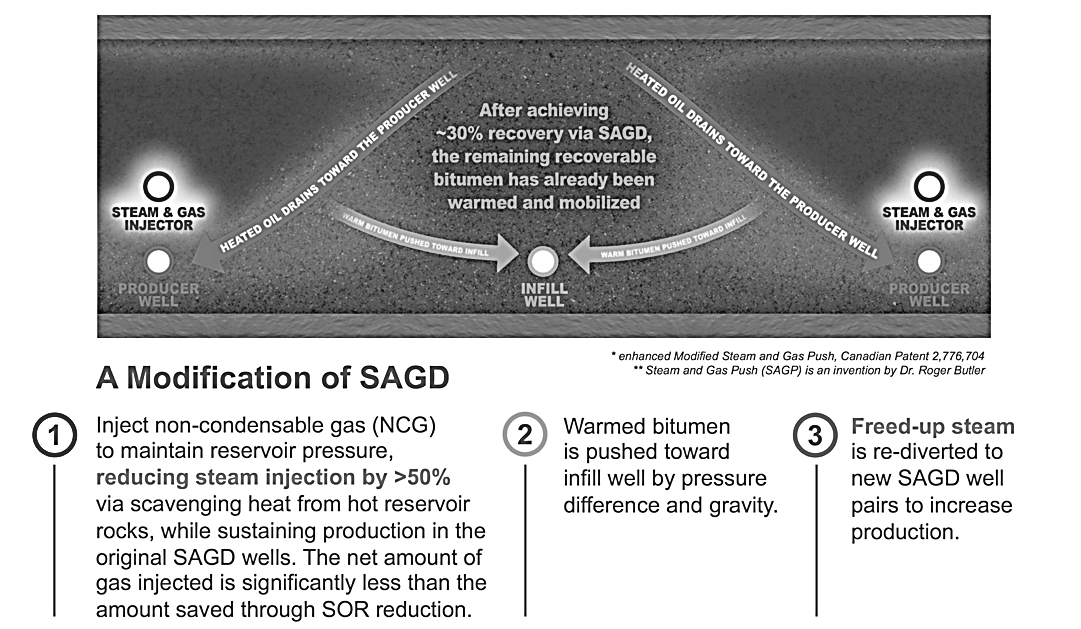 HEATED OIL DRAINS TOWARD THE PRODUCER WELL
HEATED OIL DRAINS TOWARD THE PRODUCER WELL
After achieving
~30% recovery via SAGD,
the remaining recoverable
bitumen has already been
warmed and mobilized
STEAM & GAS
INJECTOR
STEAM & GAS
INJECTOR
WARM BITUMEN PUSHED TOWARD INFILL
WARM BITUMEN PUSHED TOWARD INFILL
PRODUCER
WELL
INFILL
WELL
PRODUCER
WELL
* enhanced Modified Steam and Gas Push, Canadian Patent 2,776,704
** Steam and Gas Push (SAGP) is an invention by Dr. Roger Butler
A Modification of SAGD
1
Inject non-condensable gas (NCG)
to maintain reservoir pressure,
reducing steam injection by >50%
via scavenging heat from hot reservoir
rocks, while sustaining production in the
original SAGD wells. The net amount of
gas injected is significantly less than the
amount saved through SOR reduction.
2
Warmed bitumen
is pushed toward
infill well by pressure
difference and gravity.
3
Freed-up steam
is re-diverted to
new SAGD well
pairs to increase
production.